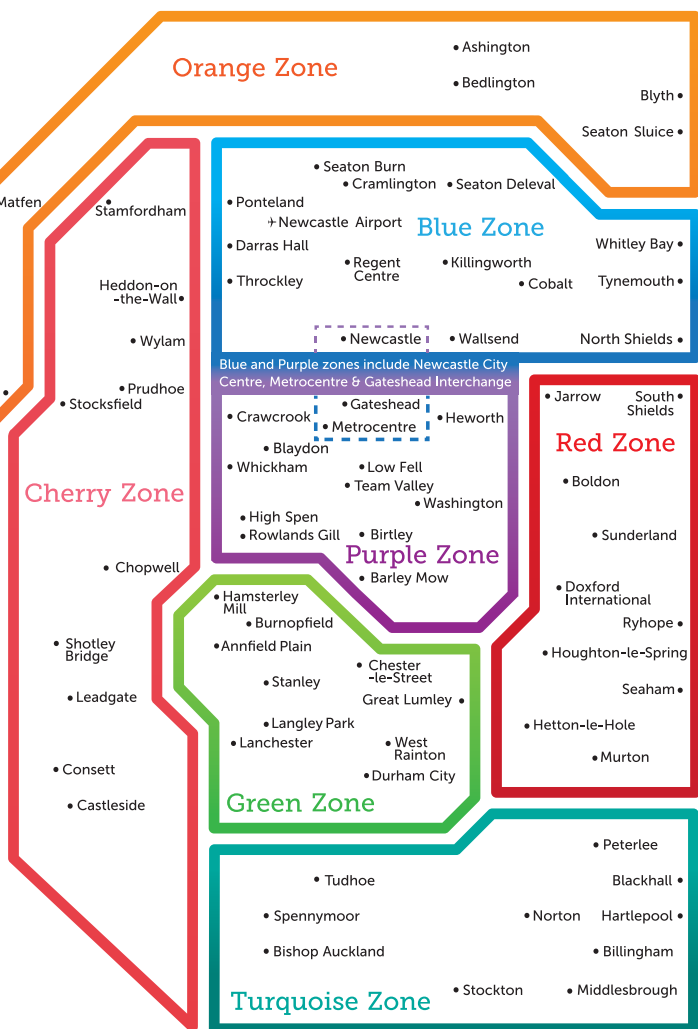 Orange Zone
Ashington
Bedlington
Blyth
Seaton Sluice
Matfen
Stamfordham
Heddon-on
-the-Wall
Wylam
Prudhoe
Stocksfield
Cherry Zone
Chopwell
Shotley
Bridge
Leadgate
Consett
Castleside
Seaton Burn
Cramlington
Seaton Deleval
Ponteland
Newcastle Airport
Blue Zone
Darras Hall
Whitley Bay
Regent
Centre
Killingworth
Throckley
Cobalt
Tynemouth
Newcastle
Wallsend
North Shields
Blue and Purple zones include Newcastle City
Centre, Metrocentre & Gateshead Interchange
Gateshead
Crawcrook
Heworth
Metrocentre
Blaydon
Whickham
Low Fell
Team Valley
Washington
High Spen
Rowlands Gill
Birtley
Purple Zone
Barley Mow
Jarrow
South
Shields
Red Zone
Boldon
Sunderland
Doxford
International
Ryhope
Houghton-le-Spring
Seaham
Hetton-le-Hole
Murton
Hamsterley
Mill
Burnopfield
Annfield Plain
Chester
-le-Street
Stanley
Great Lumley
Langley Park
Lanchester
West
Rainton
Durham City
Green Zone
Peterlee
Tudhoe
Blackhall
Spennymoor
Norton
Hartlepool
Bishop Auckland
Billingham
Turquoise Zone
Stockton
Middlesbrough